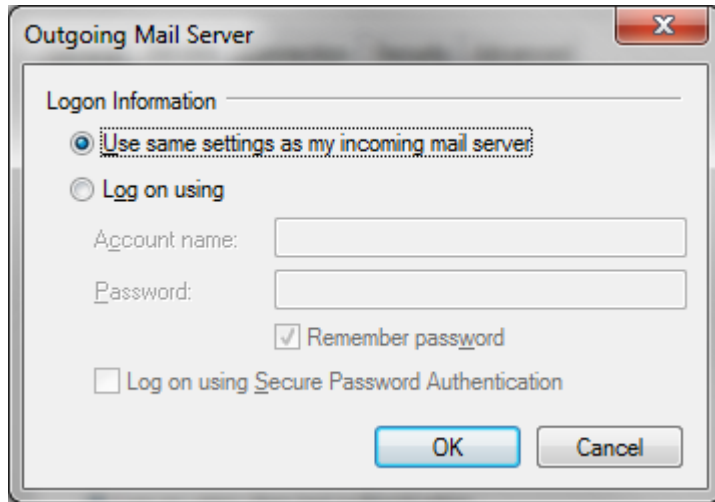 Outgoing Mail Server
Logon Information
Use same settings as my incoming mail server
Log on using
Account name:
Password:
Remember password
Log on using Secure Password Authentication
OK Cancel